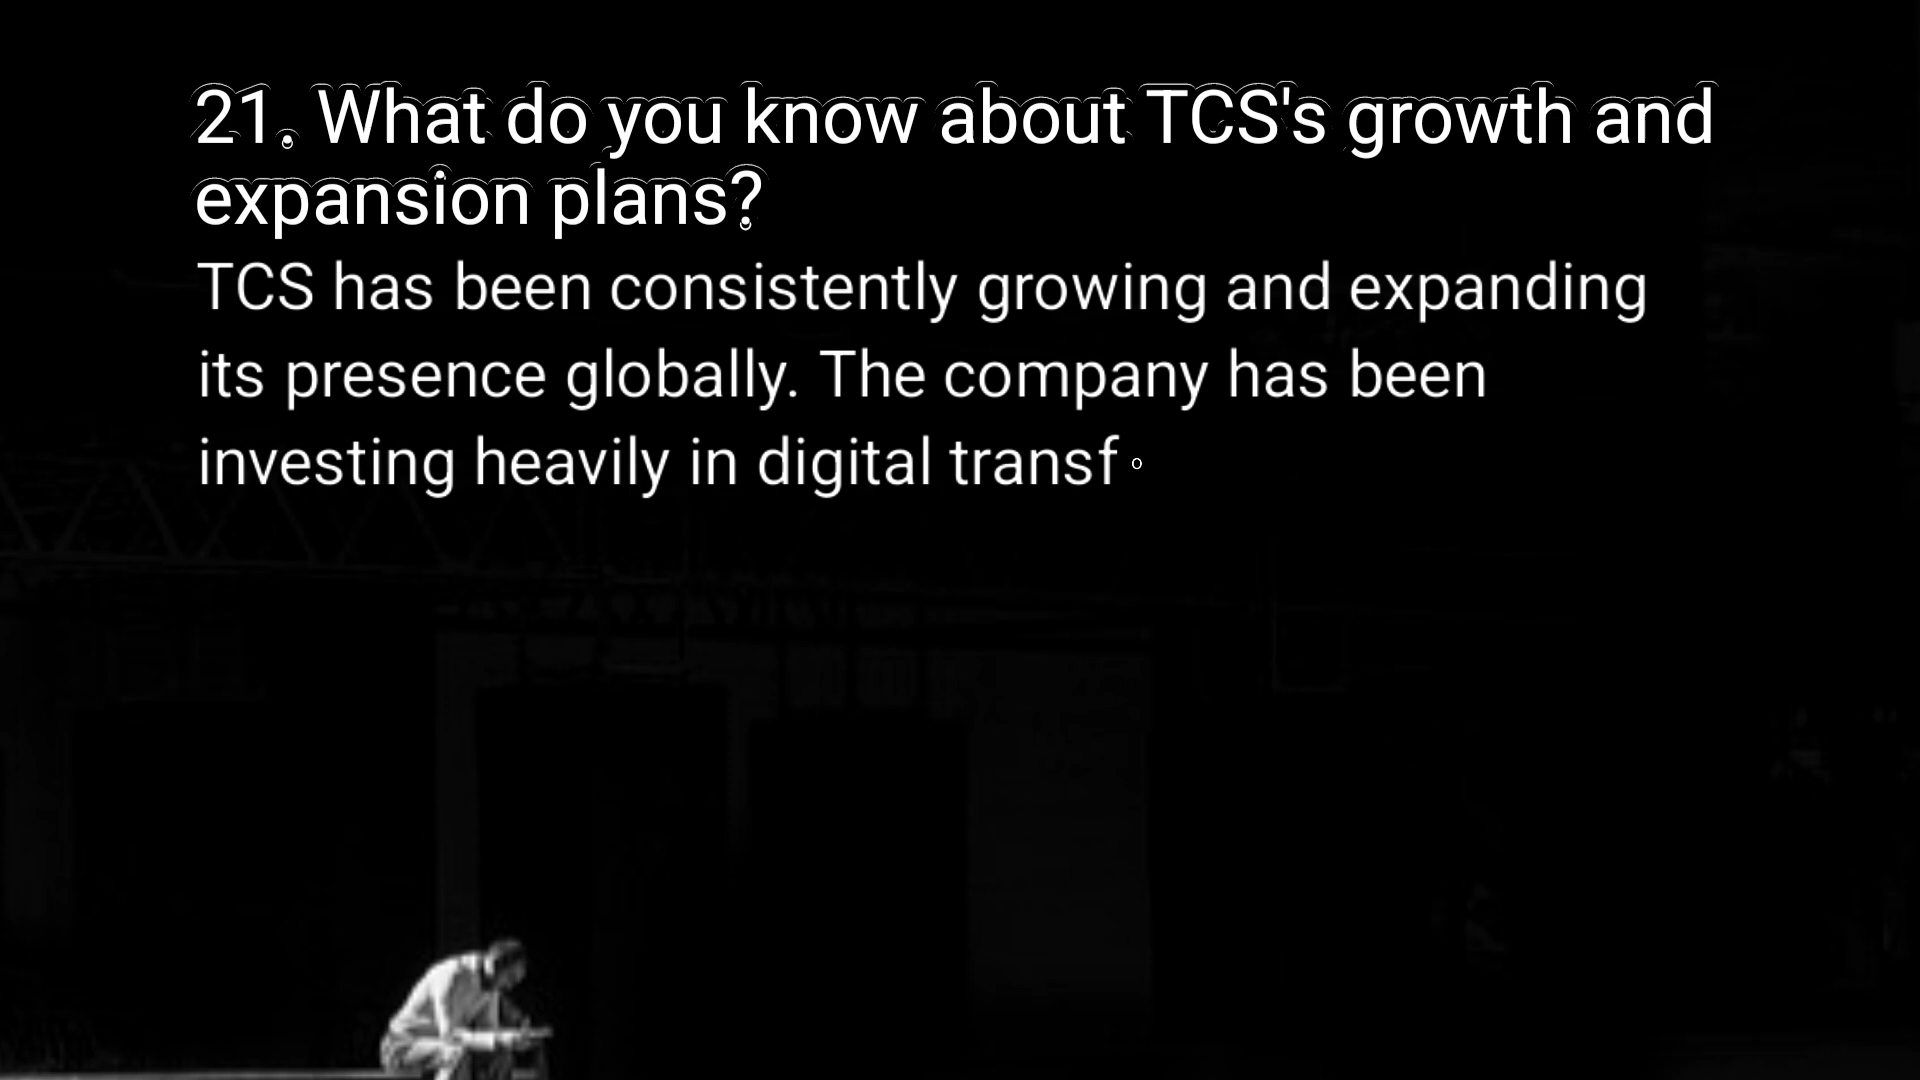 21. What do you know about TCS's growth and
expansion plans?
TCS has been consistently growing and expanding
its presence globally. The company has been
investing heavily in digital transf